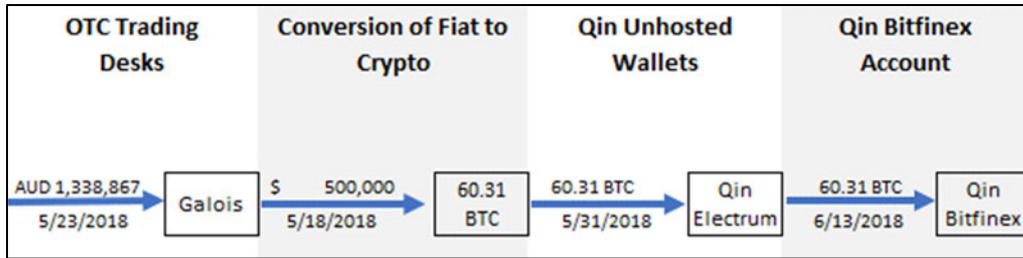 OTC Trading
Desks
Conversion of Fiat to
Crypto
Qin Unhosted
Wallets
Qin Bitfinex
Account
AUD 1,338,867
5/23/2018
Galois
$ 500,000
5/18/2018
60.31
BTC
60.31 BTC
5/31/2018
Qin
Electrum
60.31 BTC
6/13/2018
Qin
Bitfinex